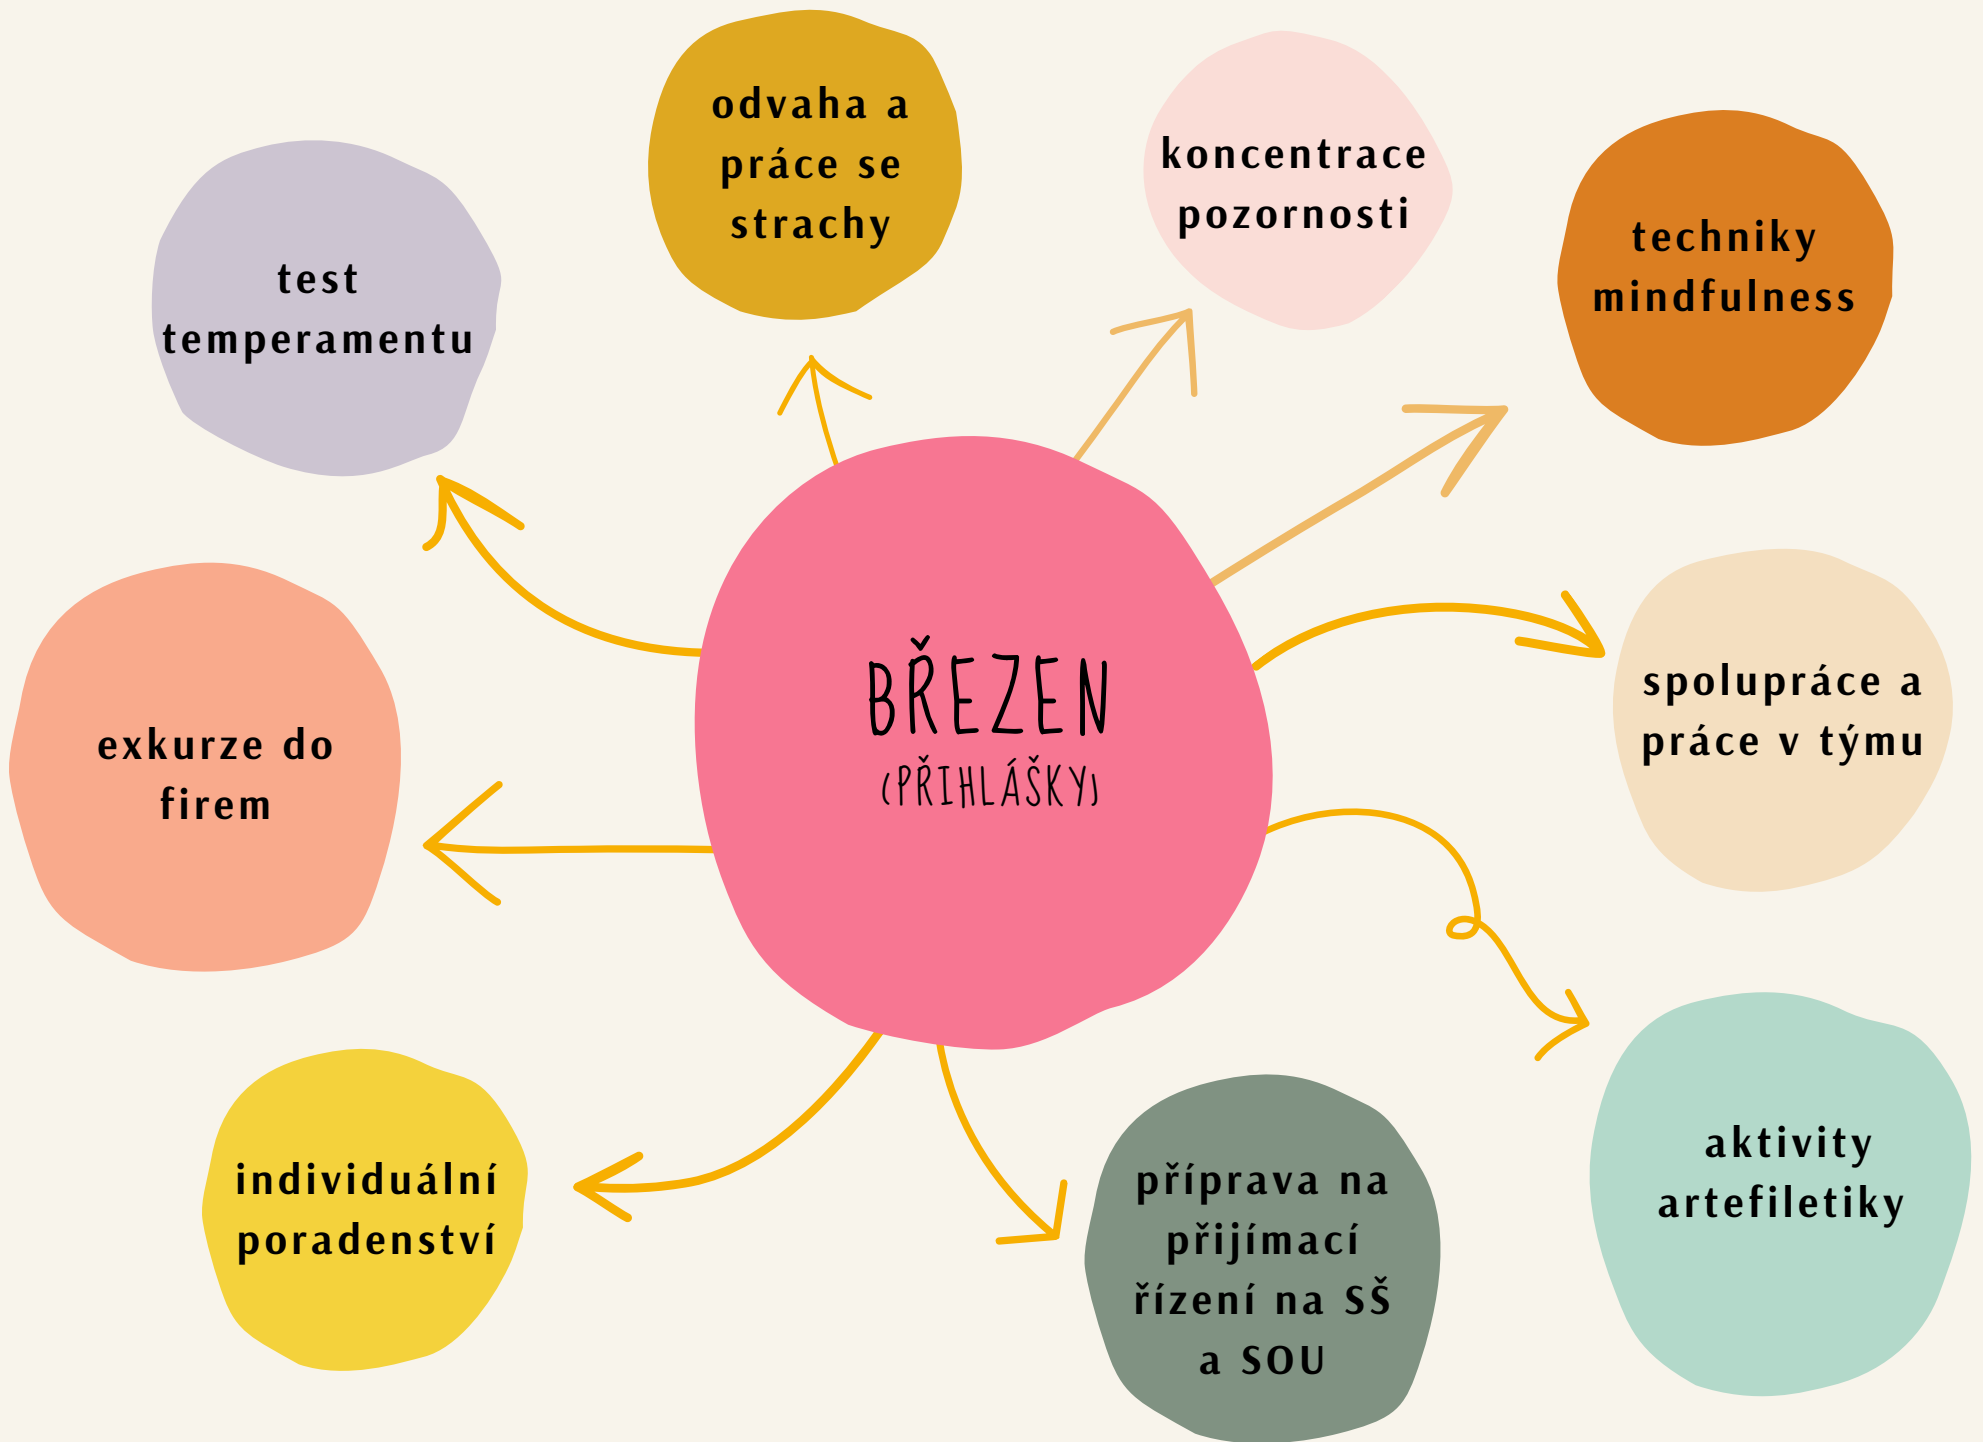 odvaha a
práce se
strachy
koncentrace
pozornosti
techniky
mindfulness
test
temperamentu
BŘEZEN
(PŘIHLÁŠKY)
spolupráce a
práce v týmu
exkurze do
firem
aktivity
artefiletiky
individuální
poradenství
příprava na
přijímací
řízení na SŠ
a SOU